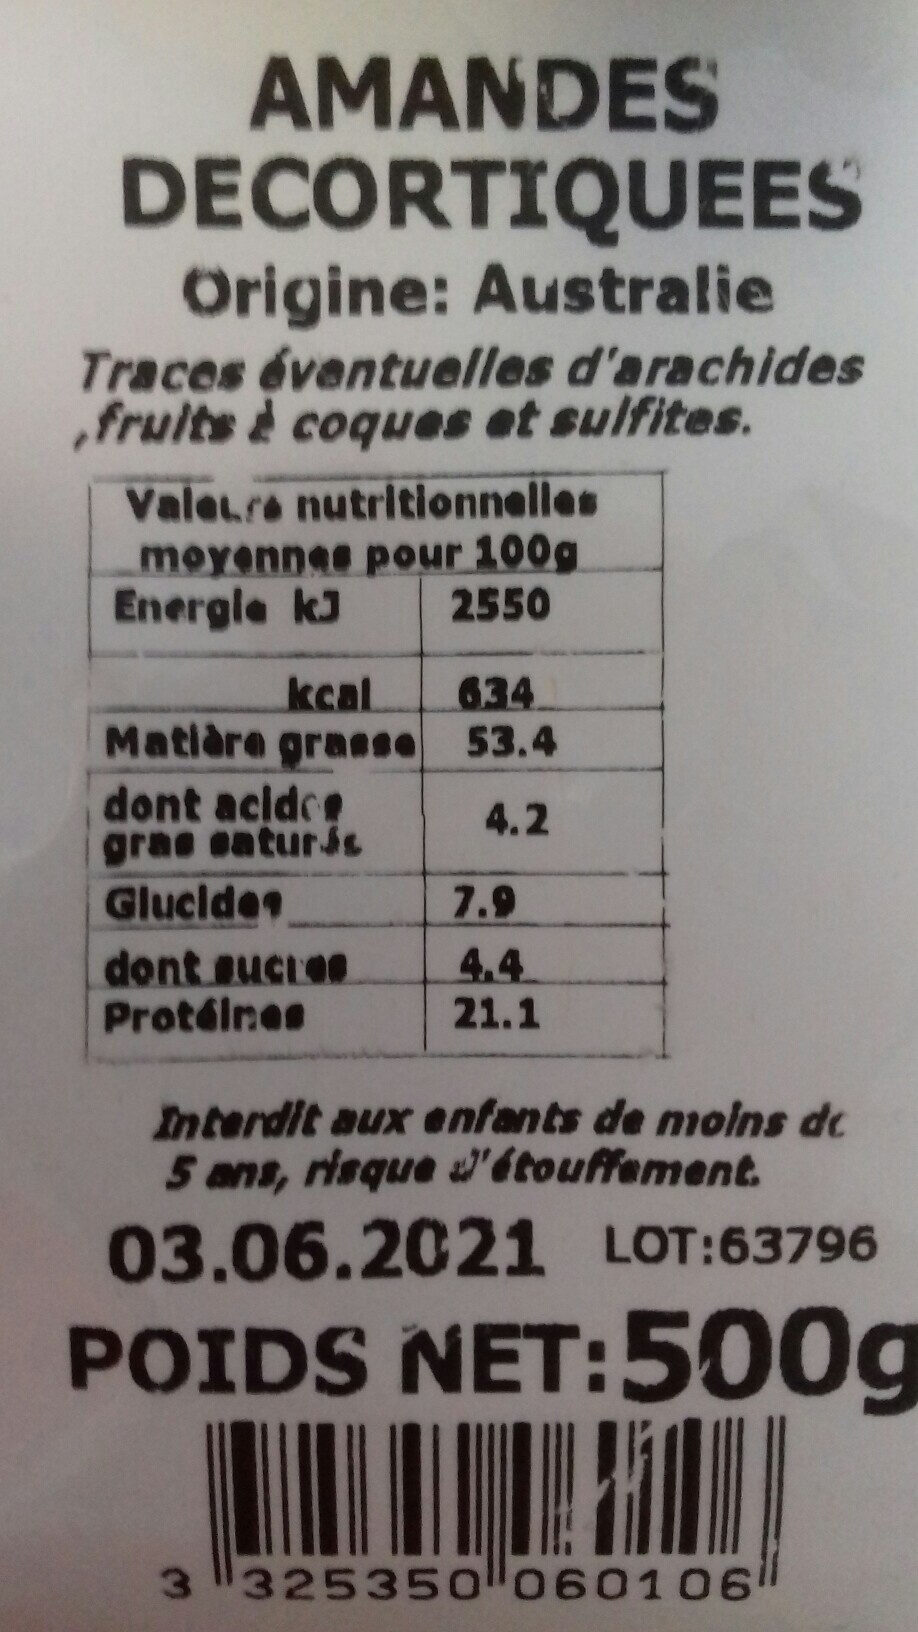 AMANDES
DECORTIQUEES
Origine: Australie
Traces éventuelles d'arachides
,fruits à coques et sulfites.
Valeurs nutritionnelles
moyennes pour 100g
Energie kJ 2550
kcal 634
Matière grasse 53.4
dont acides
gras saturés 4.2
Glucides 7.9
dont sucres 4.4
Protéines 21.1
Interdit aux enfants de moins de
5 ans, risque d'étouffement.
03.06.2021 LOT:63796
POIDS NET:500g
3 325350 060106